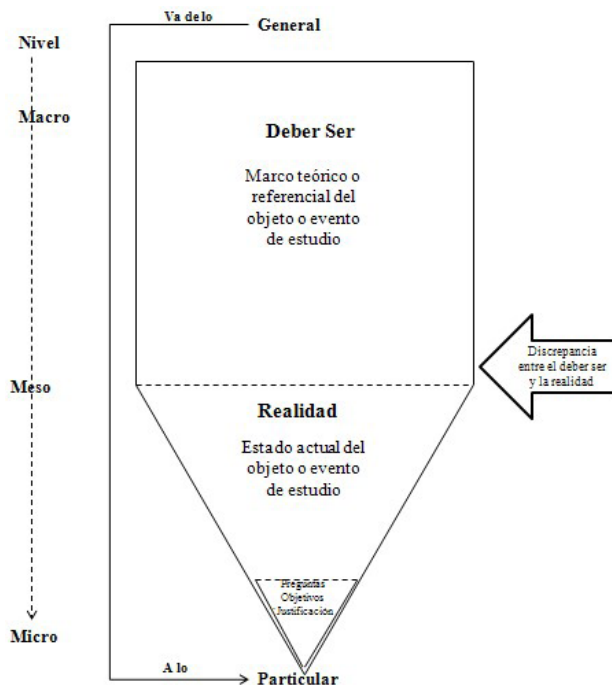 Va de lo
General
Nivel
Macro
Deber Ser
Marco teórico o
referencial del
objeto o evento
de estudio
Discrepancia
entre el deber ser
y la realidad
Meso
Realidad
Estado actual del
objeto o evento
de estudio
Preguntas
Objetivos
Justificación
Micro
A lo
Particular